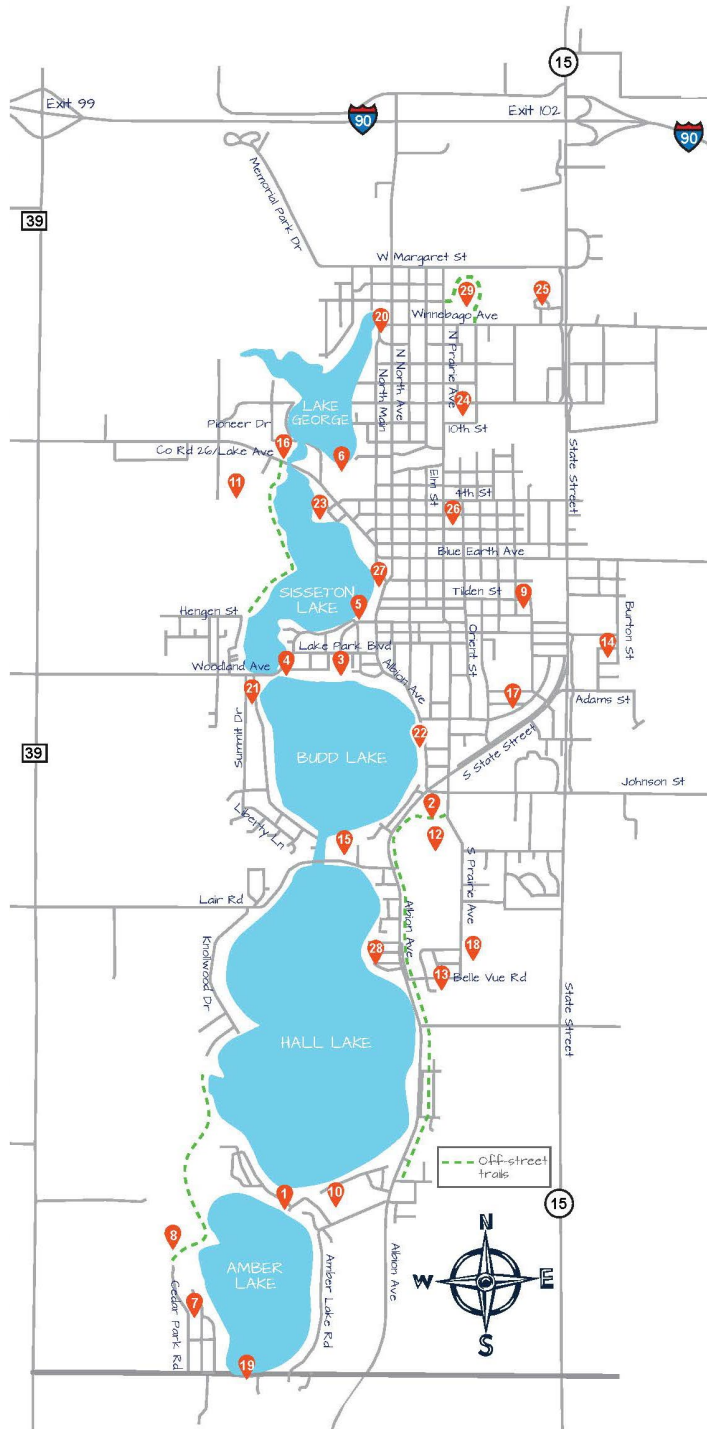 15
Exit 99
Exit 102
90
90
Memorial Park Dr
39
W Margaret St
29
25
Winnebago Ave
20
N North Ave
North Main
N Prairie Ave
LAKE
GEORGE
24
10th St
Pioneer Dr
16
Co Rd 26/Lake Ave
6
State Street
11
Elm St
4th St
23
26
Blue Earth Ave
27
SISSETON
LAKE
Tilden St
9
5
Hengen St
Burton St
14
Lake Park Blvd
Orient St
Woodland Ave
4
3
Albion Ave
21
17
Adams St
Summit Dr
22
39
BUDD LAKE
S State Street
Johnson St
Liberty Ln
2
15
12
S Prairie Ave
Lair Rd
Albion Ave
Knollwood Dr
28
18
13
Belle Vue Rd
State Street
HALL LAKE
Off-street
trails
1
10
15
N
8
AMBER
LAKE
Amber Lake Rd
Albion Ave
W
E
7
Cedar Park Rd
S
19